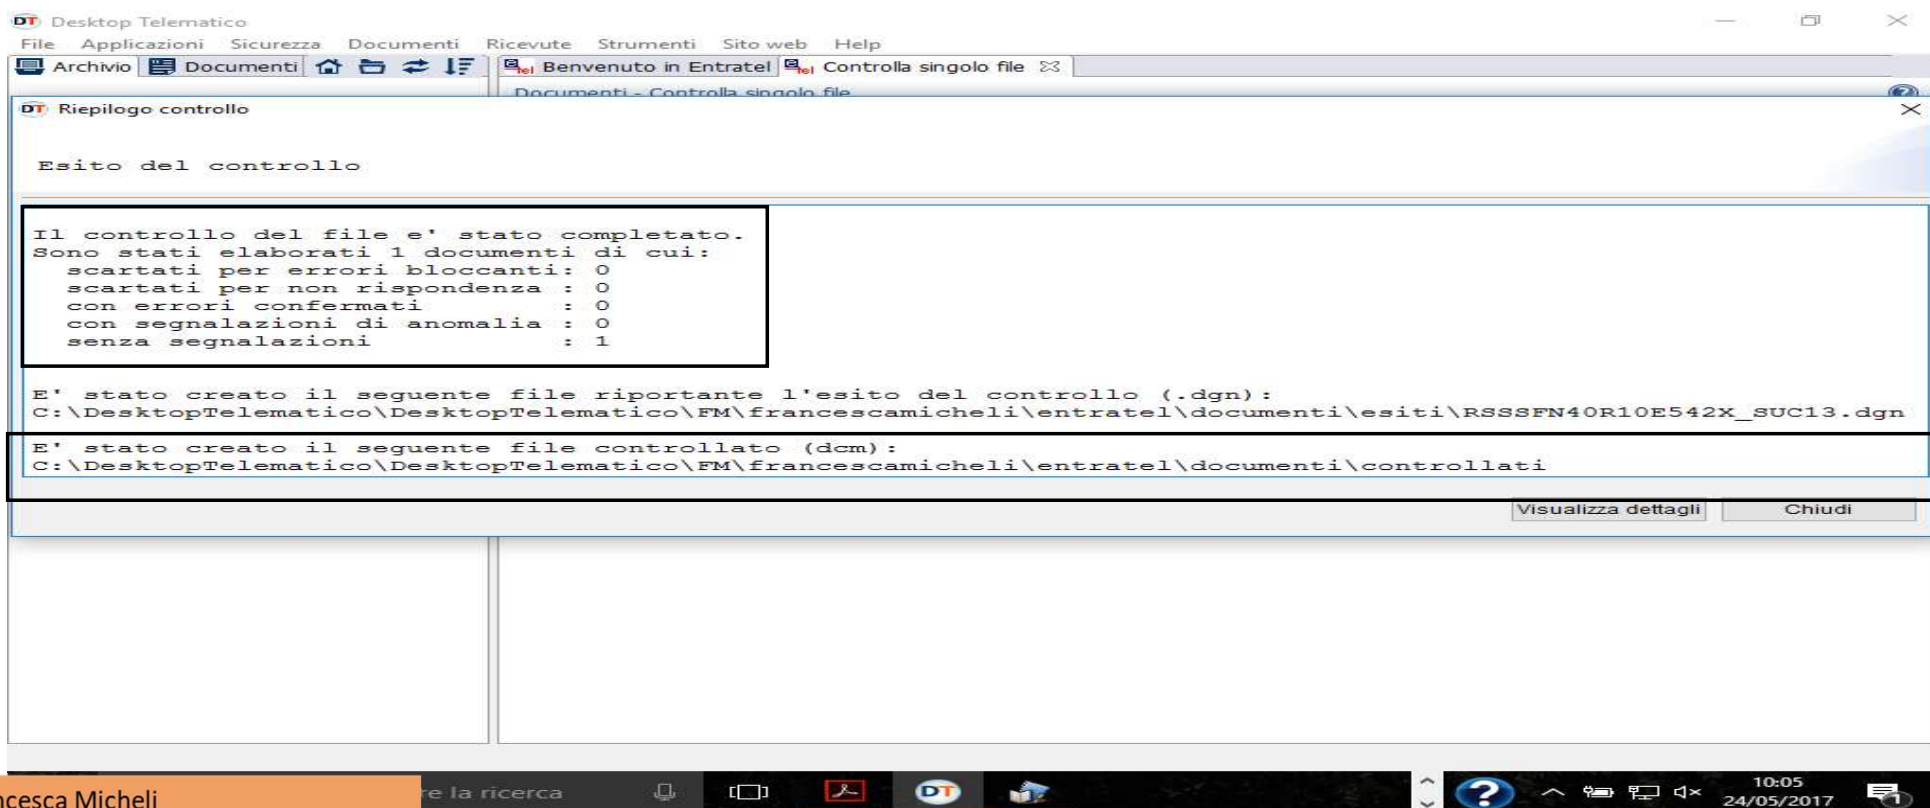 DT Desktop Telematico
File Applicazioni Sicurezza Documenti Ricevute Strumenti Sito web Help
Archivio Documenti Benvenuto in Entratel Controlla singolo file
Documenti - Controlla singolo file
DT Riepilogo controllo
Esito del controllo
Il controllo del file e' stato completato.
Sono stati elaborati 1 documenti di cui:
scartati per errori bloccanti: 0
scartati per non rispondenza : 0
con errori confermati : 0
con segnalazioni di anomalia : 0
senza segnalazioni : 1
E' stato creato il seguente file riportante l'esito del controllo (.dgn):
C:\DesktopTelematico\DesktopTelematico\FM\francescamicheli\entratel\documenti\esiti\RSSSFN40R10E542X_SUC13.dgn
E' stato creato il seguente file controllato (dcm):
C:\DesktopTelematico\DesktopTelematico\FM\francescamicheli\entratel\documenti\controllati
Visualizza dettagli Chiudi
ncesca Micheli
re la ricerca
DT
10:05
24/05/2017
1